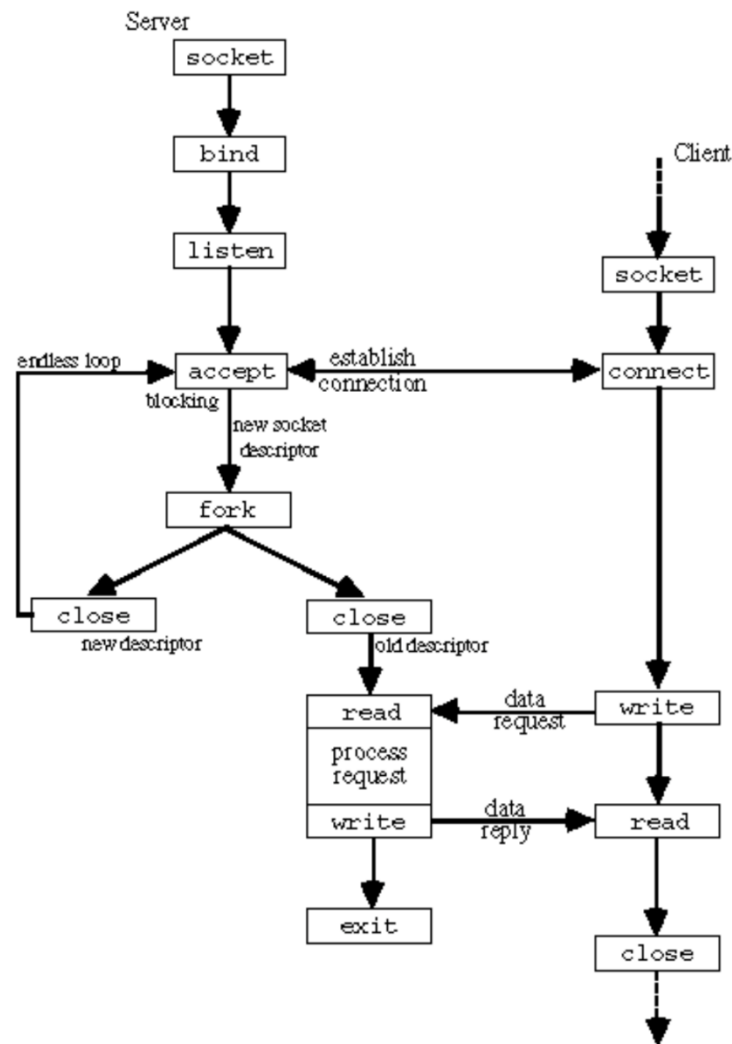 Server
socket
bind
Client
listen
socket
endless loop
accept
establish
connection
connect
blocking
new socket
descriptor
fork
close
new descriptor
close
old descriptor
read
data
request
write
process
request
write
data
reply
read
exit
close